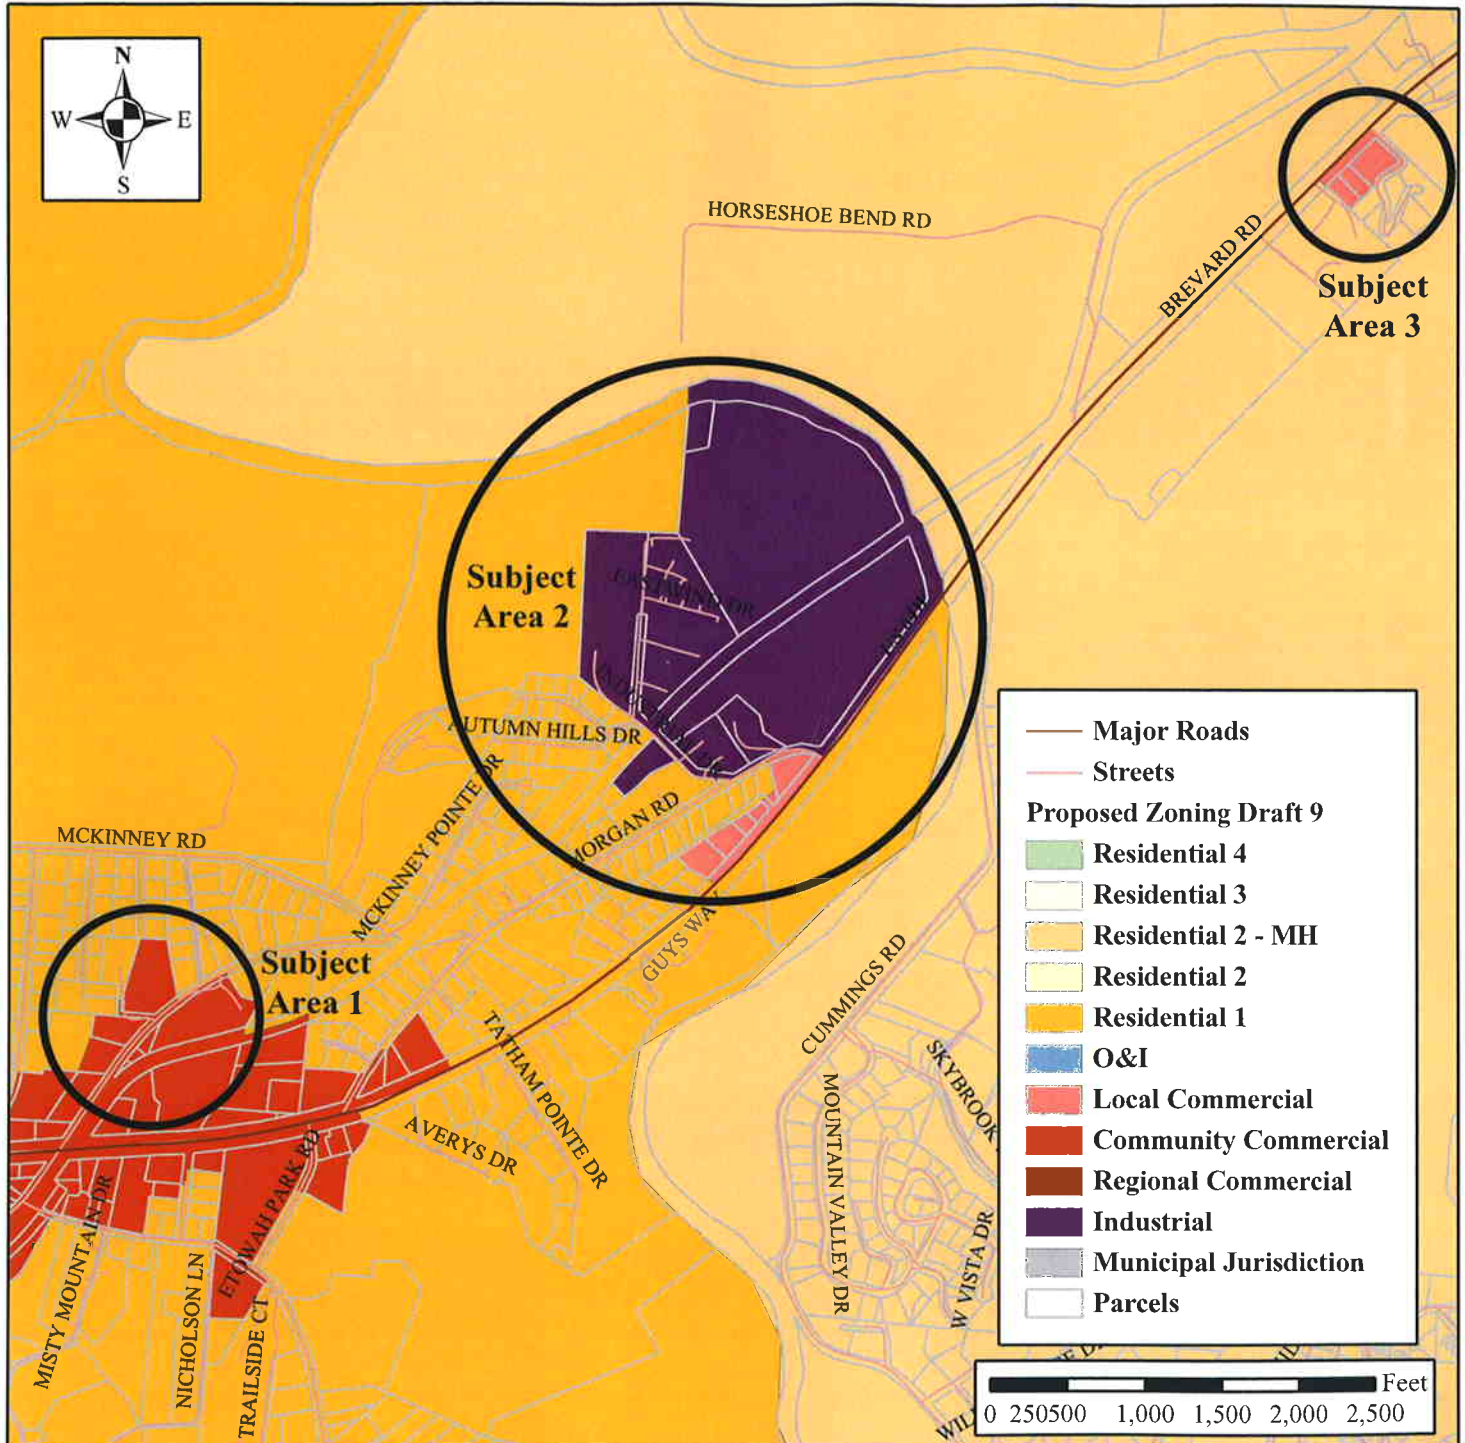 N
W E
S
HORSESHOE BEND RD
BREVARD RD
Subject
Area 3
Subject
Area 2
EASTWIND DR
INDUSTRIAL DR
AUTUMN HILLS DR
MCKINNEY POINTE DR
MORGAN RD
MCKINNEY RD
GUYS WAY
Subject
Area 1
TATHAM POINTE DR
CUMMINGS RD
SKYBROOK
AVERYS DR
MOUNTAIN VALLEY DR
W VISTA DR
ETOWAH PARK RD
MISTY MOUNTAIN DR
NICHOLSON LN
TRAILSIDE CT
Major Roads
Streets
Proposed Zoning Draft 9
Residential 4
Residential 3
Residential 2 - MH
Residential 2
Residential 1
O&I
Local Commercial
Community Commercial
Regional Commercial
Industrial
Municipal Jurisdiction
Parcels
Feet
0 250500 1,000 1,500 2,000 2,500